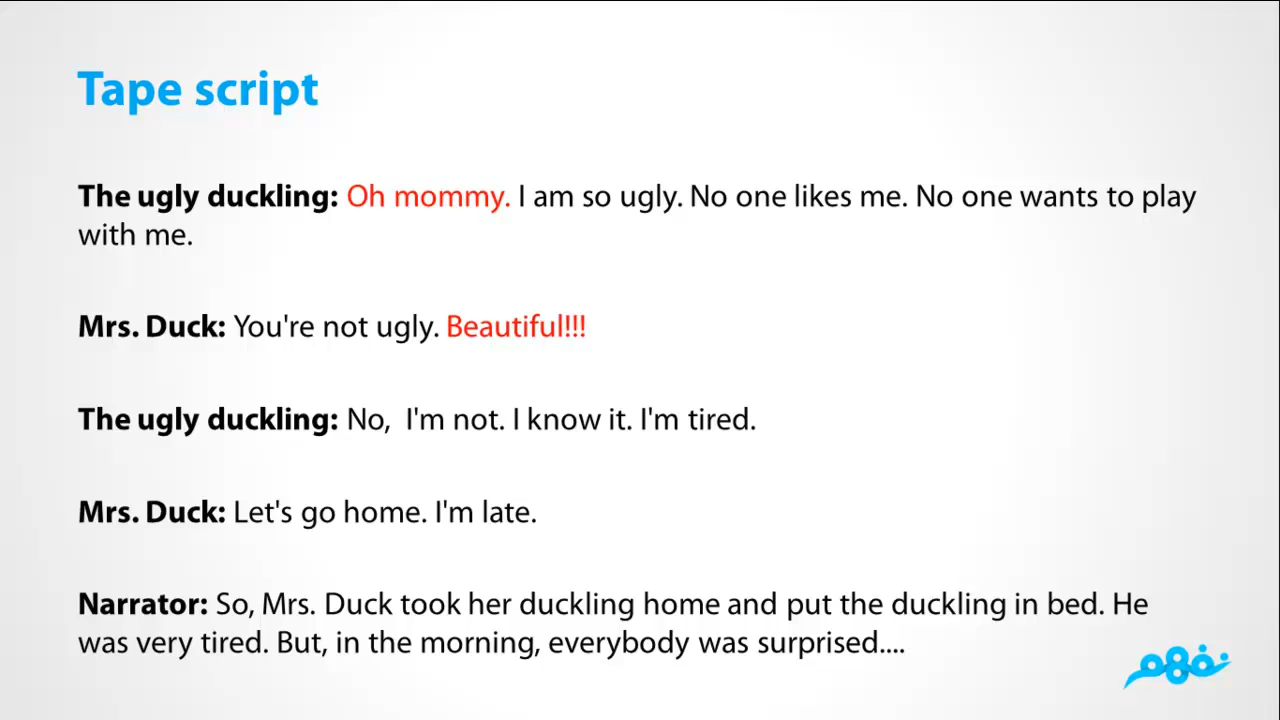 Tape script
The ugly duckling: Oh mommy. I am so ugly. No one likes me. No one wants to play
with me.
Mrs. Duck: You're not ugly. Beautiful!!!
The ugly duckling: No, I'm not. I know it. I'm tired.
Mrs. Duck: Let's go home. I'm late.
Narrator: So, Mrs. Duck took her duckling home and put the duckling in bed. He
was very tired. But, in the morning, everybody was surprised....
نفهم